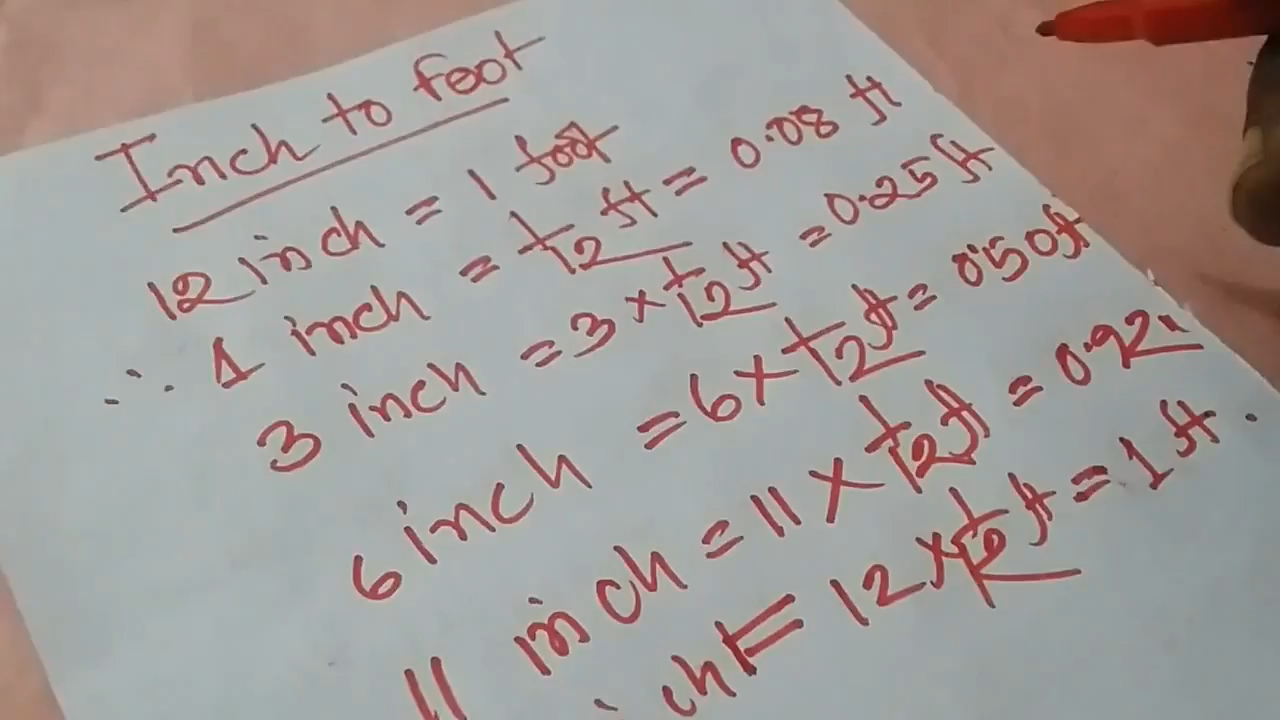 Inch to foot
12 inch = 1 foot
∴ 1 inch = 1/12 ft = 0.08 ft
3 inch = 3 × 1/12 ft = 0.25 ft
6 inch = 6 × 1/12 ft = 0.50 ft
11 inch = 11 × 1/12 ft = 0.92
ch = 12 × 1/12 ft = 1 ft.